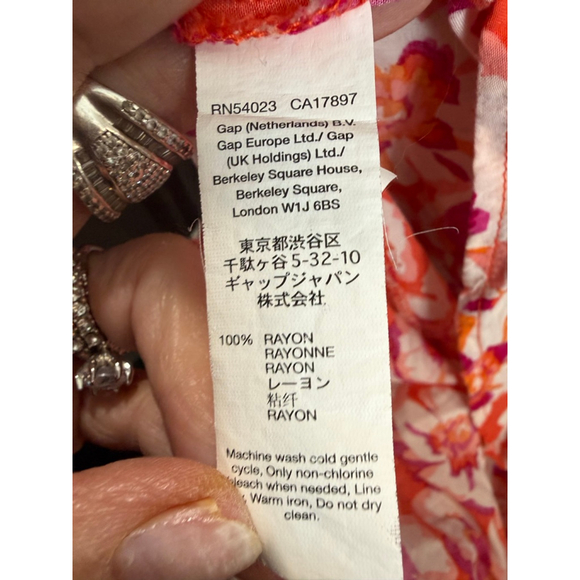 RN54023 CA17897
Gap (Netherlands) B.V.
Gap Europe Ltd./ Gap
(UK Holdings) Ltd./
Berkeley Square House,
Berkeley Square,
London W1J 6BS
東京都渋谷区
千駄ヶ谷 5-32-10
ギャップジャパン
株式会社
100% RAYON
RAYONNE
RAYON
レーヨン
粘纤
RAYON
Machine wash cold gentle
cycle, Only non-chlorine
bleach when needed, Line
Warm iron, Do not dry
clean.